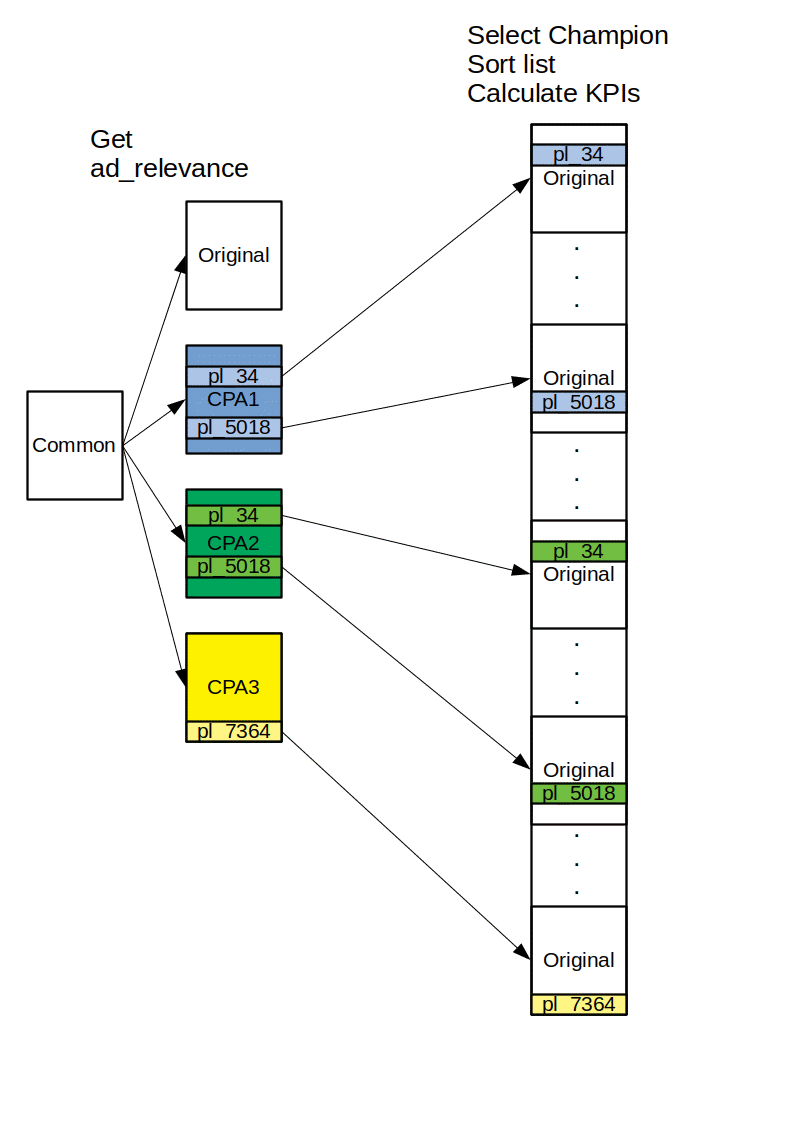 Select Champion
Sort list
Calculate KPIs
Get
ad_relevance
Original
pl_34
CPA1
pl_5018
Common
pl_34
CPA2
pl_5018
CPA3
pl_7364
pl_34
Original
.
.
.
Original
pl_5018
.
.
.
pl_34
Original
.
.
.
Original
pl_5018
.
.
.
Original
pl_7364